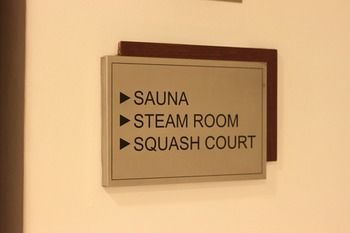 ▶ SAUNA
▶ STEAM ROOM
▶ SQUASH COURT